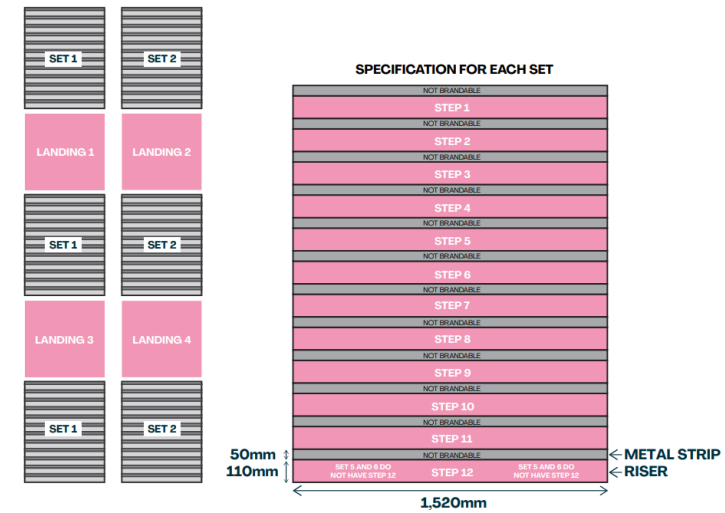 SET 1
SET 2
LANDING 1
LANDING 2
SET 1
SET 2
LANDING 3
LANDING 4
SET 1
SET 2
SPECIFICATION FOR EACH SET
NOT BRANDABLE
STEP 1
NOT BRANDABLE
STEP 2
NOT BRANDABLE
STEP 3
NOT BRANDABLE
STEP 4
NOT BRANDABLE
STEP 5
NOT BRANDABLE
STEP 6
NOT BRANDABLE
STEP 7
NOT BRANDABLE
STEP 8
NOT BRANDABLE
STEP 9
NOT BRANDABLE
STEP 10
NOT BRANDABLE
STEP 11
50mm
NOT BRANDABLE
METAL STRIP
110mm
SET 5 AND 6 DO
NOT HAVE STEP 12
STEP 12
SET 5 AND 6 DO
NOT HAVE STEP 12
RISER
1,520mm